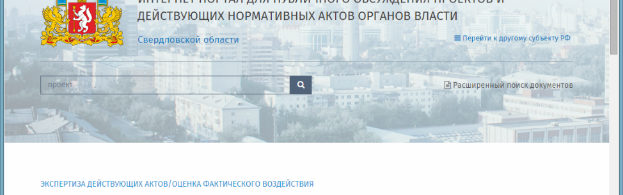 ИНТЕРНЕТ-ПОРТАЛ ДЛЯ ПУБЛИЧНОГО ОБСУЖДЕНИЯ ПРОЕКТОВ И
ДЕЙСТВУЮЩИХ НОРМАТИВНЫХ АКТОВ ОРГАНОВ ВЛАСТИ
Свердловской области
Перейти к другому субъекту РФ
проект
Расширенный поиск документов
ЭКСПЕРТИЗА ДЕЙСТВУЮЩИХ АКТОВ/ОЦЕНКА ФАКТИЧЕСКОГО ВОЗДЕЙСТВИЯ